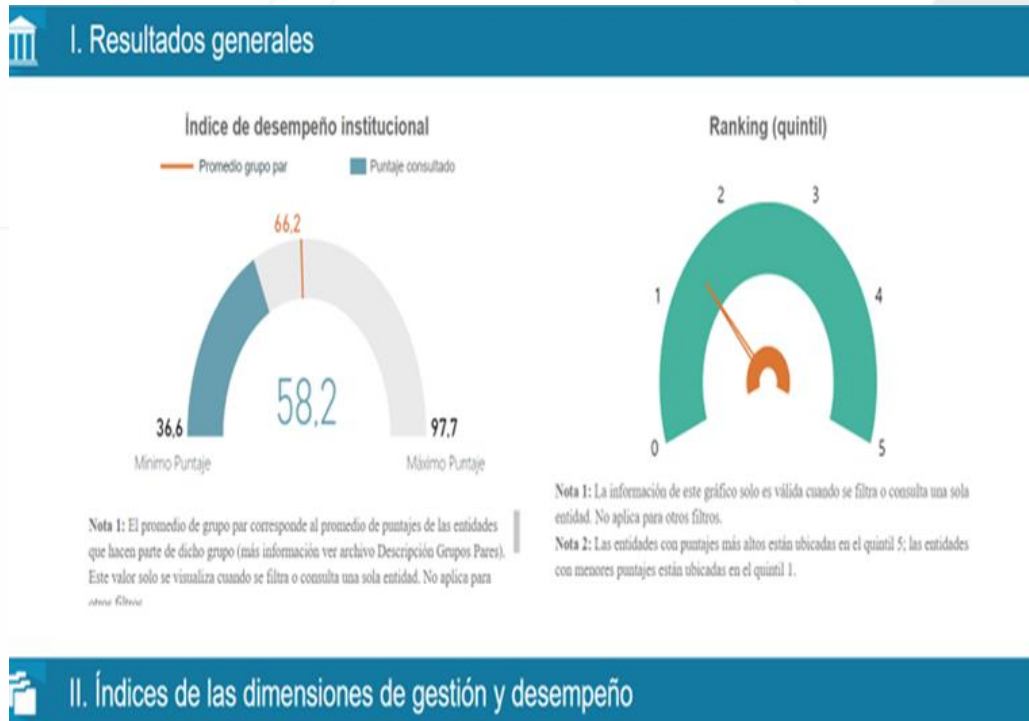 I. Resultados generales
Índice de desempeño institucional
Promedio grupo par
Puntaje consultado
66,2
58,2
36,6
97,7
Mínimo Puntaje
Máximo Puntaje
Nota 1: El promedio de grupo par corresponde al promedio de puntajes de las entidades
que hacen parte de dicho grupo (más información ver archivo Descripción Grupos Pares).
Este valor solo se visualiza cuando se filtra o consulta una sola entidad. No aplica para
otros filtros
Ranking (quintil)
2
3
1
4
0
5
Nota 1: La información de este gráfico solo es válida cuando se filtra o consulta una sola
entidad. No aplica para otros filtros.
Nota 2: Las entidades con puntajes más altos están ubicadas en el quintil 5; las entidades
con menores puntajes están ubicadas en el quintil 1.
II. Índices de las dimensiones de gestión y desempeño